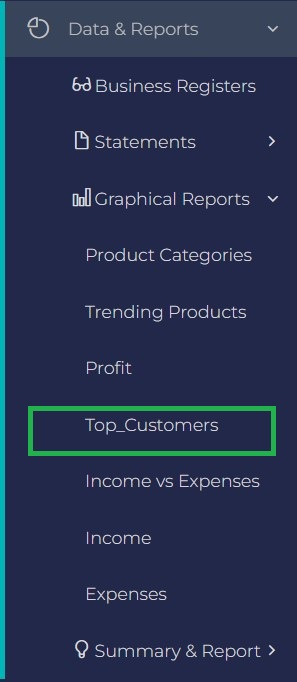 Data & Reports
Business Registers
Statements
Graphical Reports
Product Categories
Trending Products
Profit
Top_Customers
Income vs Expenses
Income
Expenses
Summary & Report